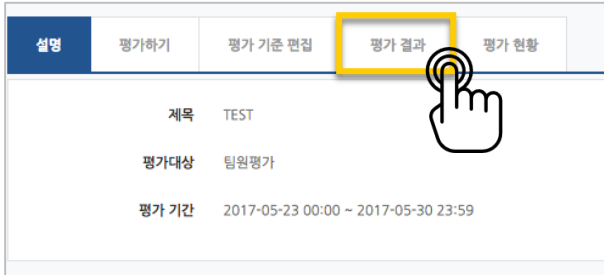 설명 평가하기 평가 기준 편집 평가 결과 평가 현황
제목 TEST
평가대상 팀원평가
평가 기간 2017-05-23 00:00 ~ 2017-05-30 23:59